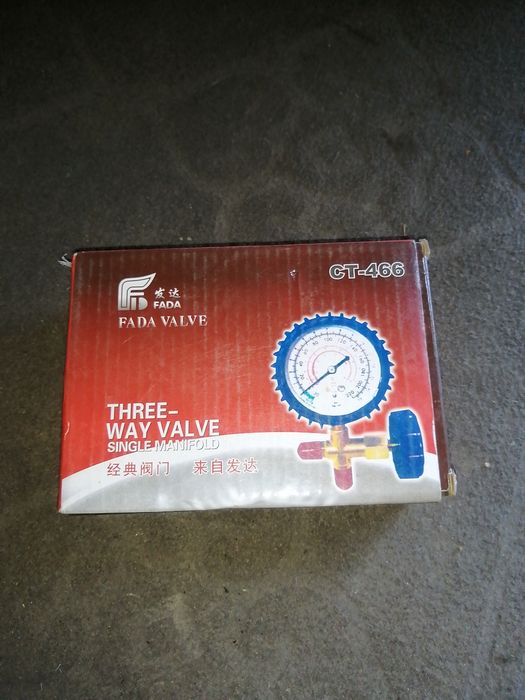 CT-466
发达
FADA
FADA VALVE
THREE-
WAY VALVE
SINGLE MANIFOLD
经典阀门 来自发达